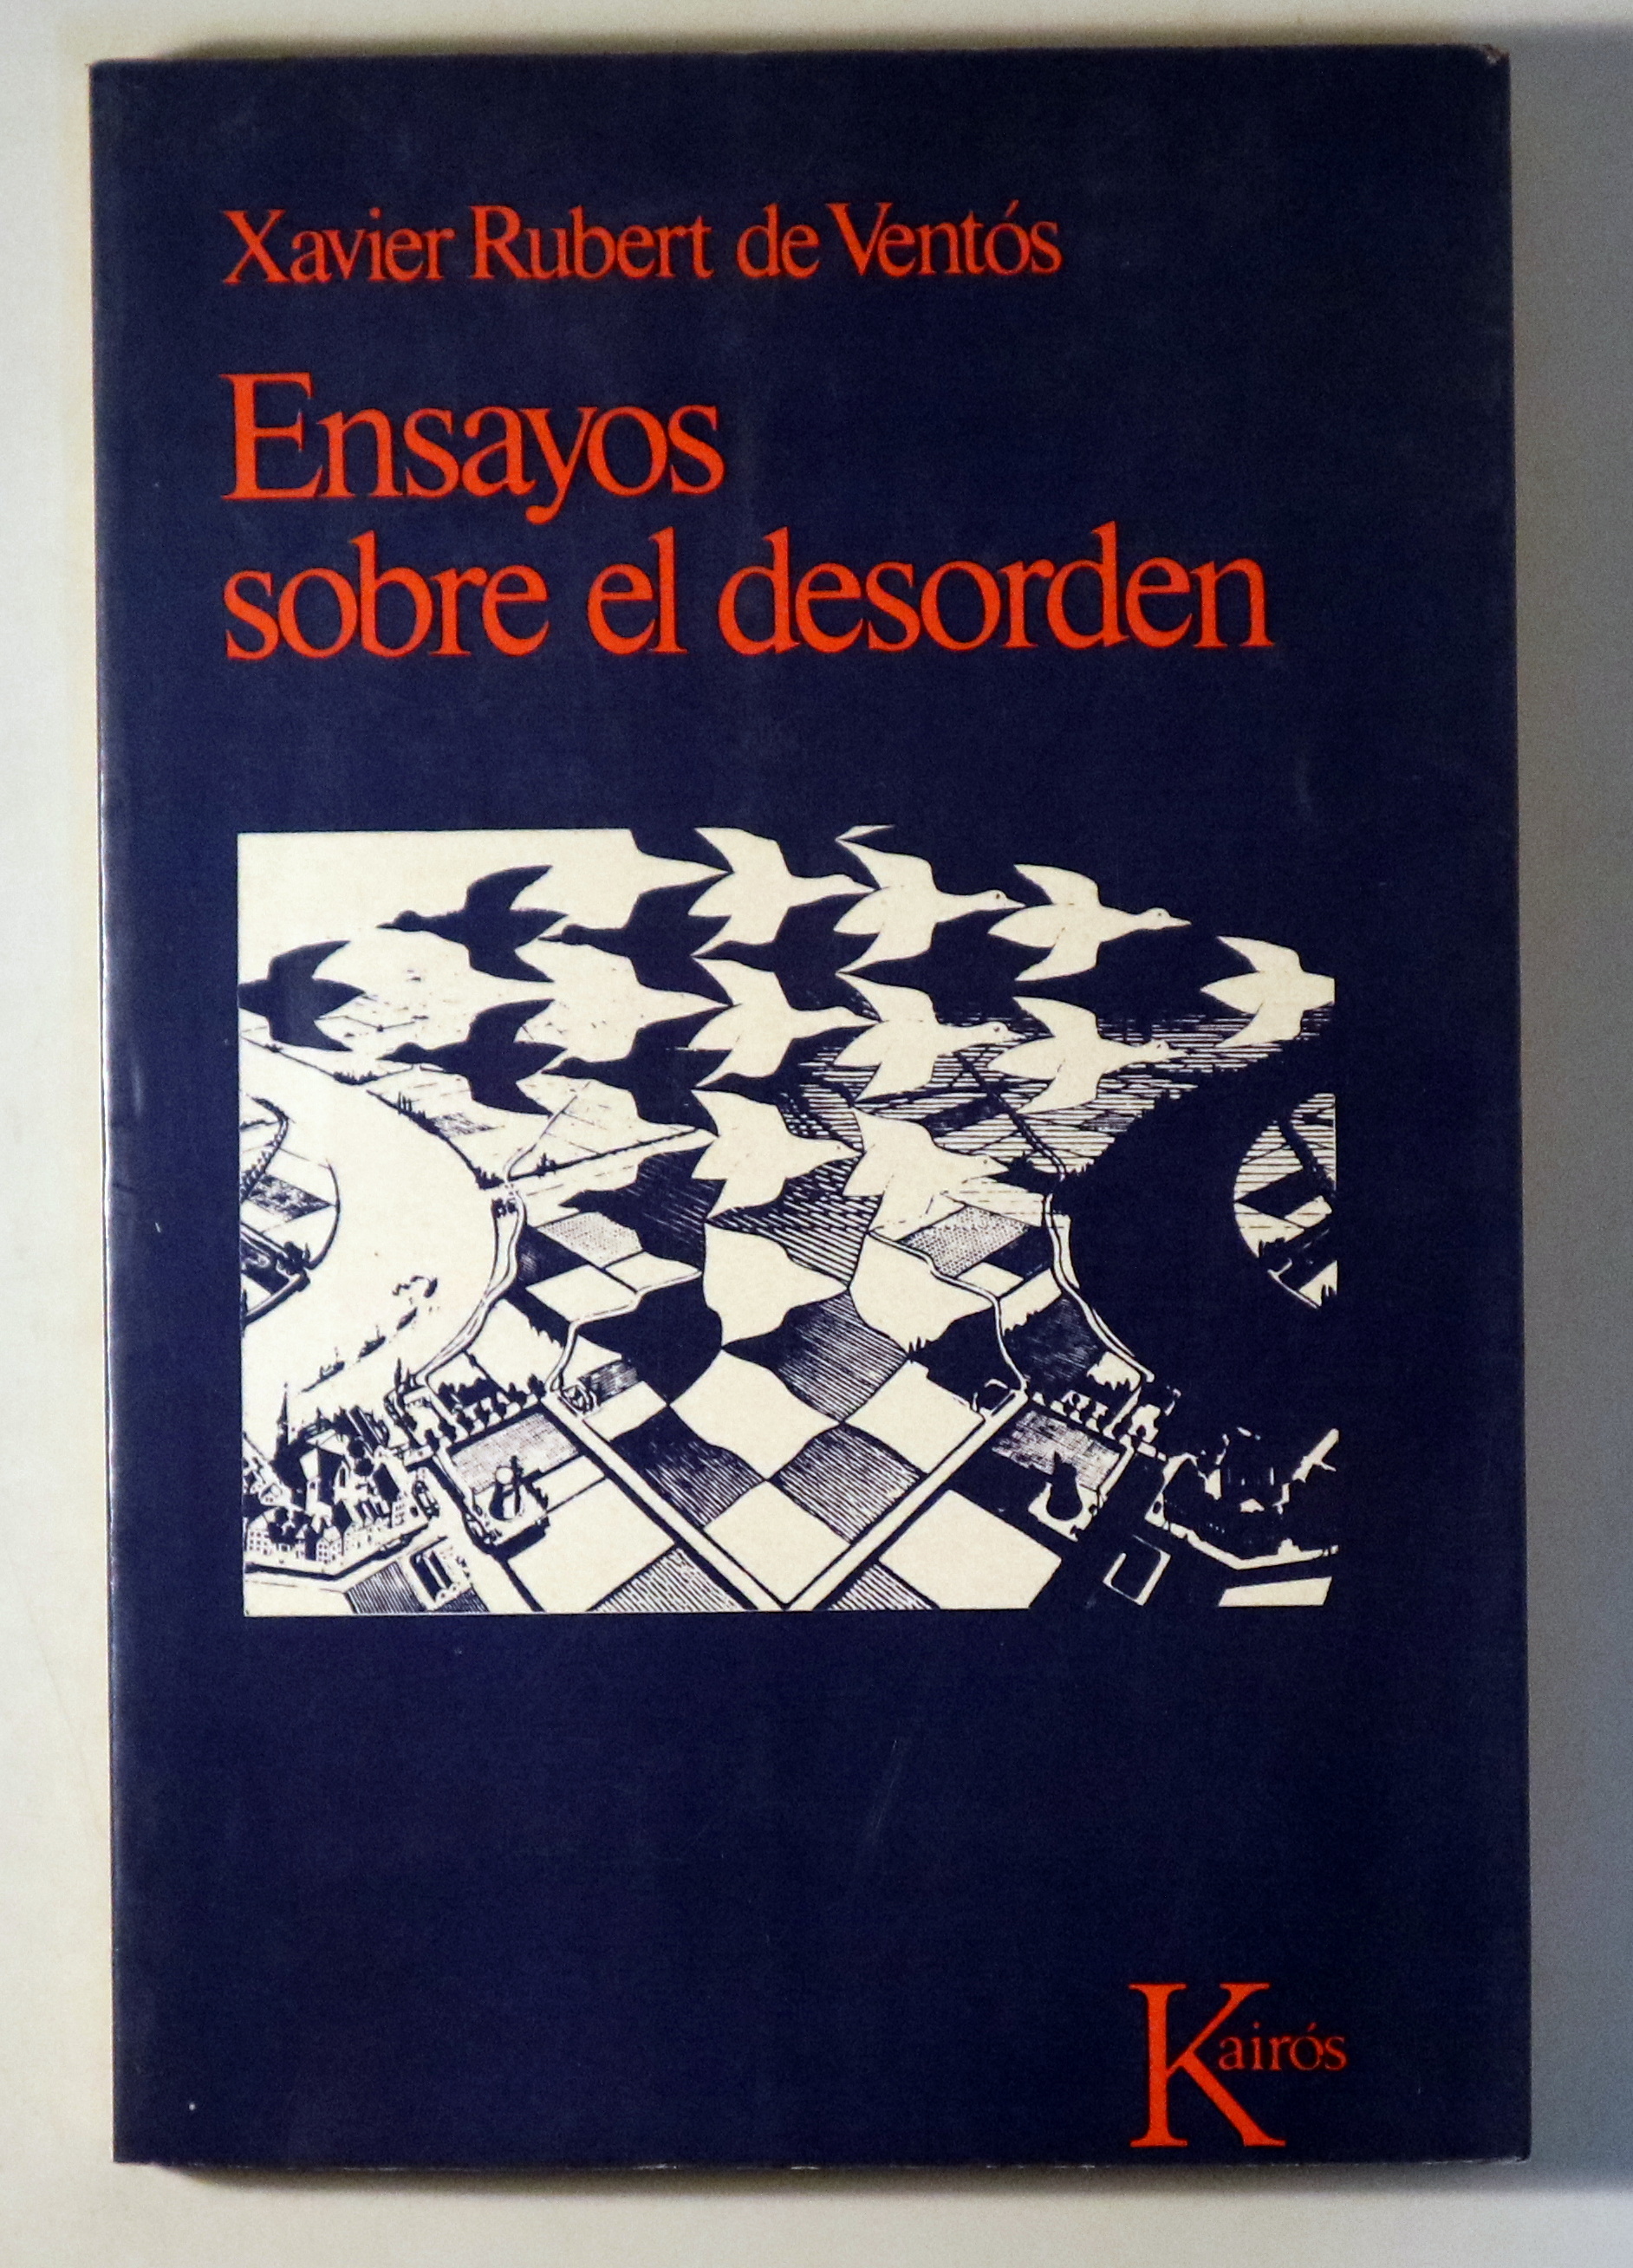 Xavier Rubert de Ventós
Ensayos
sobre el desorden
Kairós